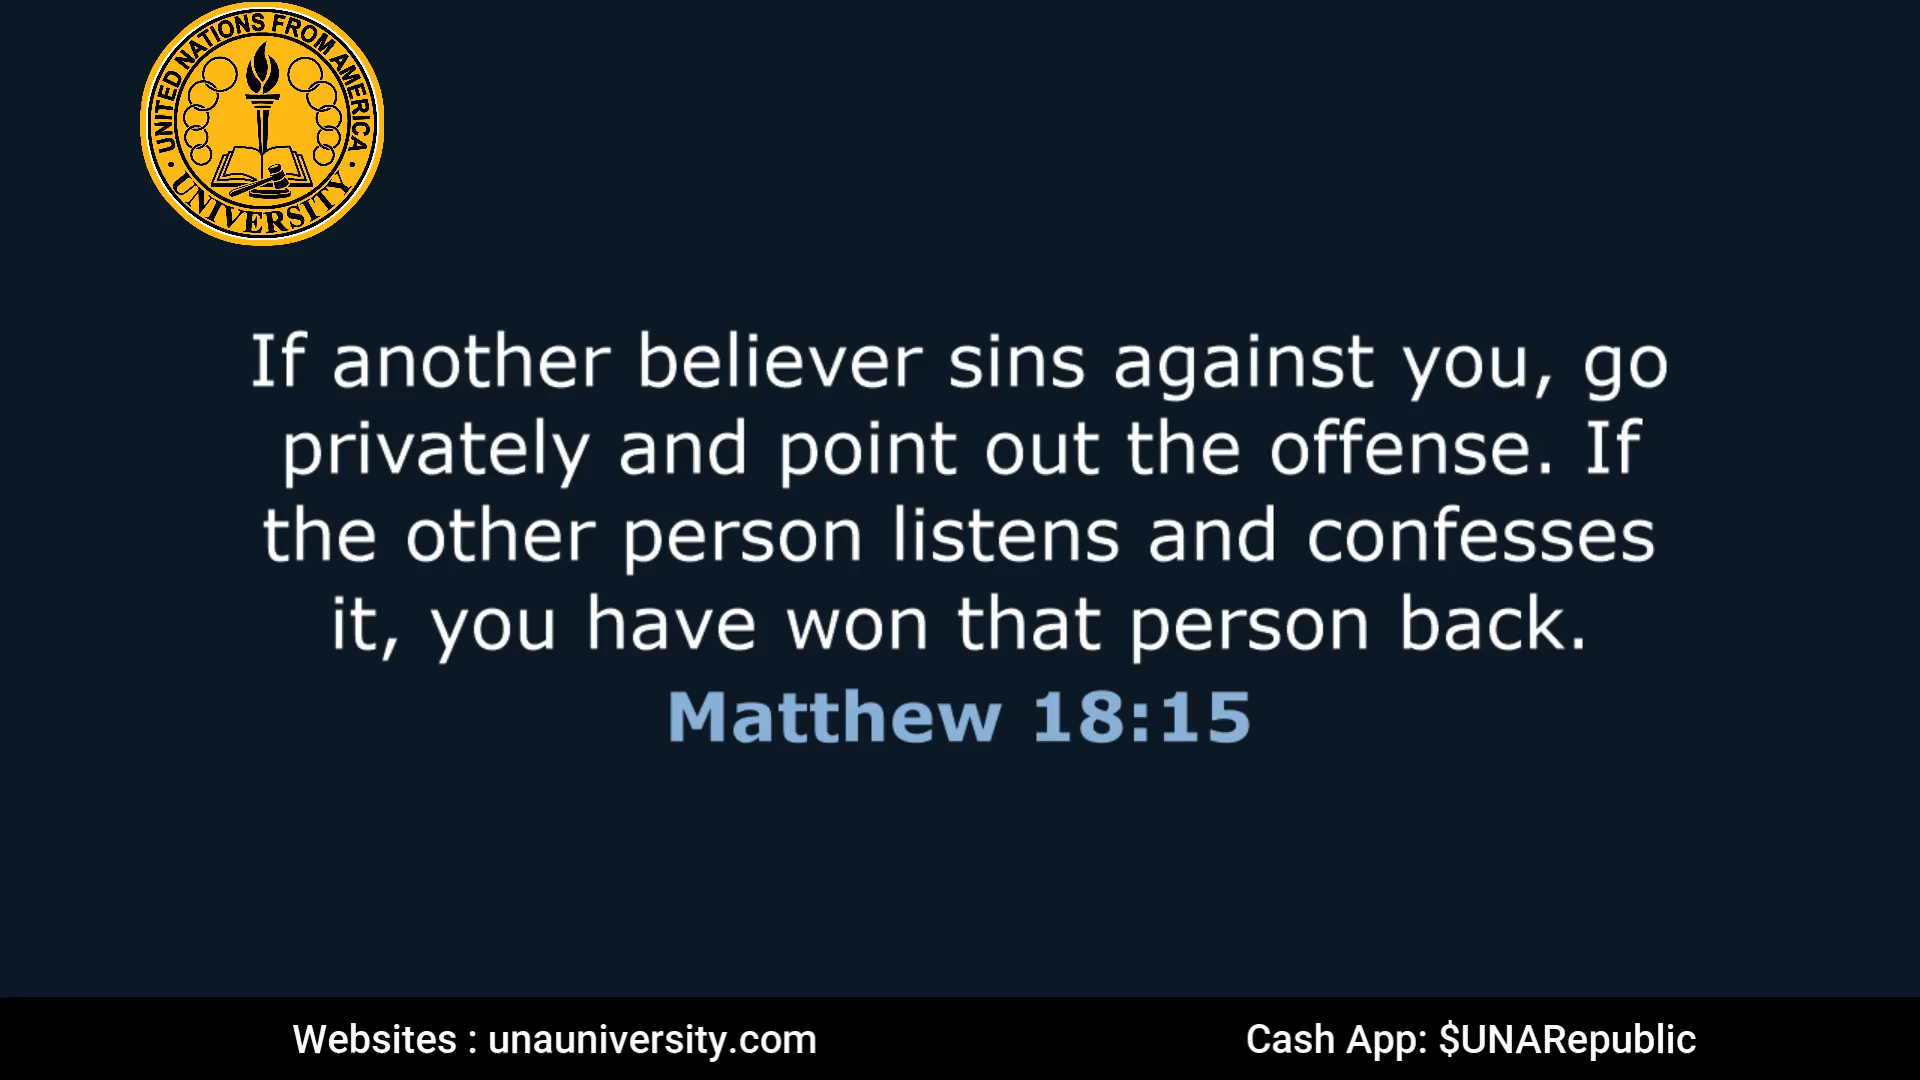 · UNITED NATIONS FROM AMERICA ·
UNIVERSITY
If another believer sins against you, go
privately and point out the offense. If
the other person listens and confesses
it, you have won that person back.
Matthew 18:15
Websites : unauniversity.com
Cash App: $UNARepublic